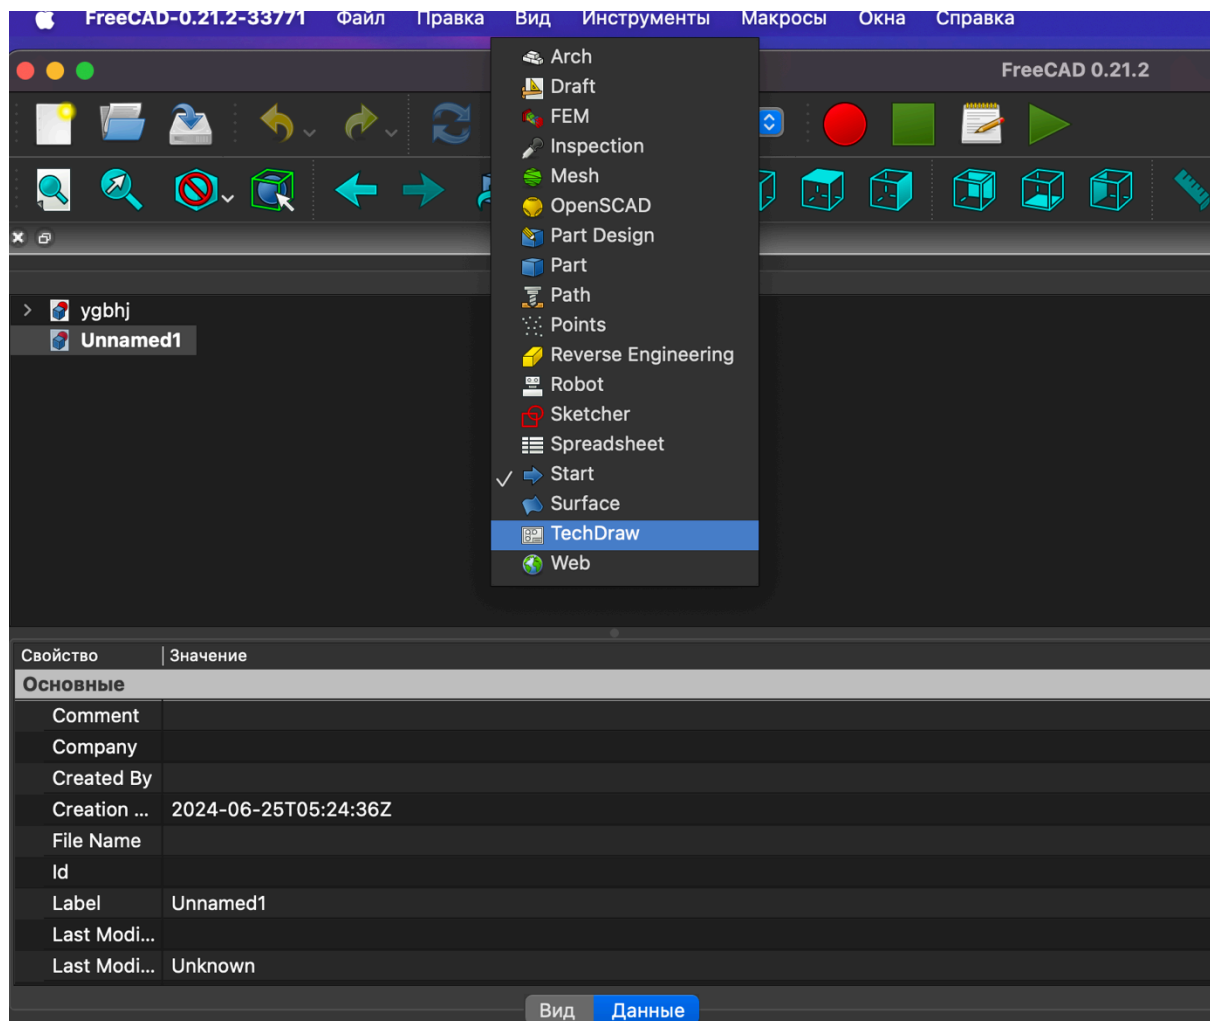 FreeCAD-0.21.2-33771 Файл Правка Вид Инструменты Макросы Окна Справка
FreeCAD 0.21.2
Arch
Draft
FEM
Inspection
Mesh
OpenSCAD
Part Design
Part
Path
Points
Reverse Engineering
Robot
Sketcher
Spreadsheet
Start
Surface
TechDraw
Web
ygbhj
Unnamed1
Свойство Значение
Основные
Comment
Company
Created By
Creation ... 2024-06-25T05:24:36Z
File Name
Id
Label Unnamed1
Last Modi...
Last Modi... Unknown
Вид Данные